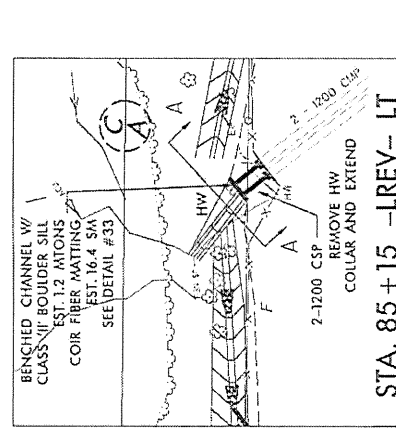 BENCHED CHANNEL W/
CLASS 'II' BOULDER SILL
EST. 1.2 MTONS
COIR FIBER MATTING
EST. 16.4 SM
SEE DETAIL #33
C
A
A
HW
HW
A
F
2 - 1200 CMP
2-1200 CSP
REMOVE HW
COLLAR AND EXTEND
STA. 85+15 -LREV- LT